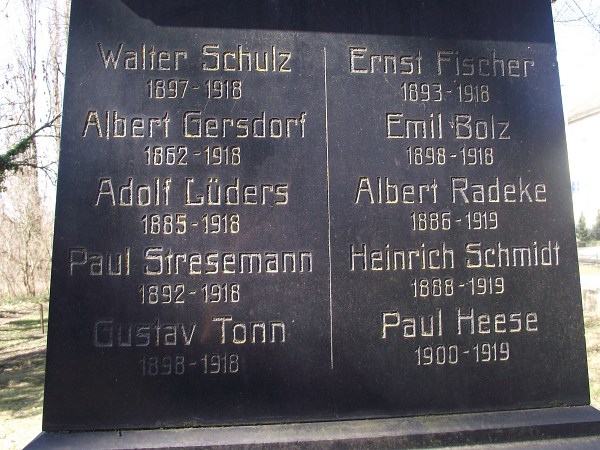 Walter Schulz
1897-1918
Albert Gersdorf
1862-1918
Adolf Lüders
1885-1918
Paul Stresemann
1892-1918
Gustav Tonn
1898-1918
Ernst Fischer
1893-1918
Emil Bolz
1898-1918
Albert Radeke
1886-1919
Heinrich Schmidt
1888-1919
Paul Heese
1900-1919